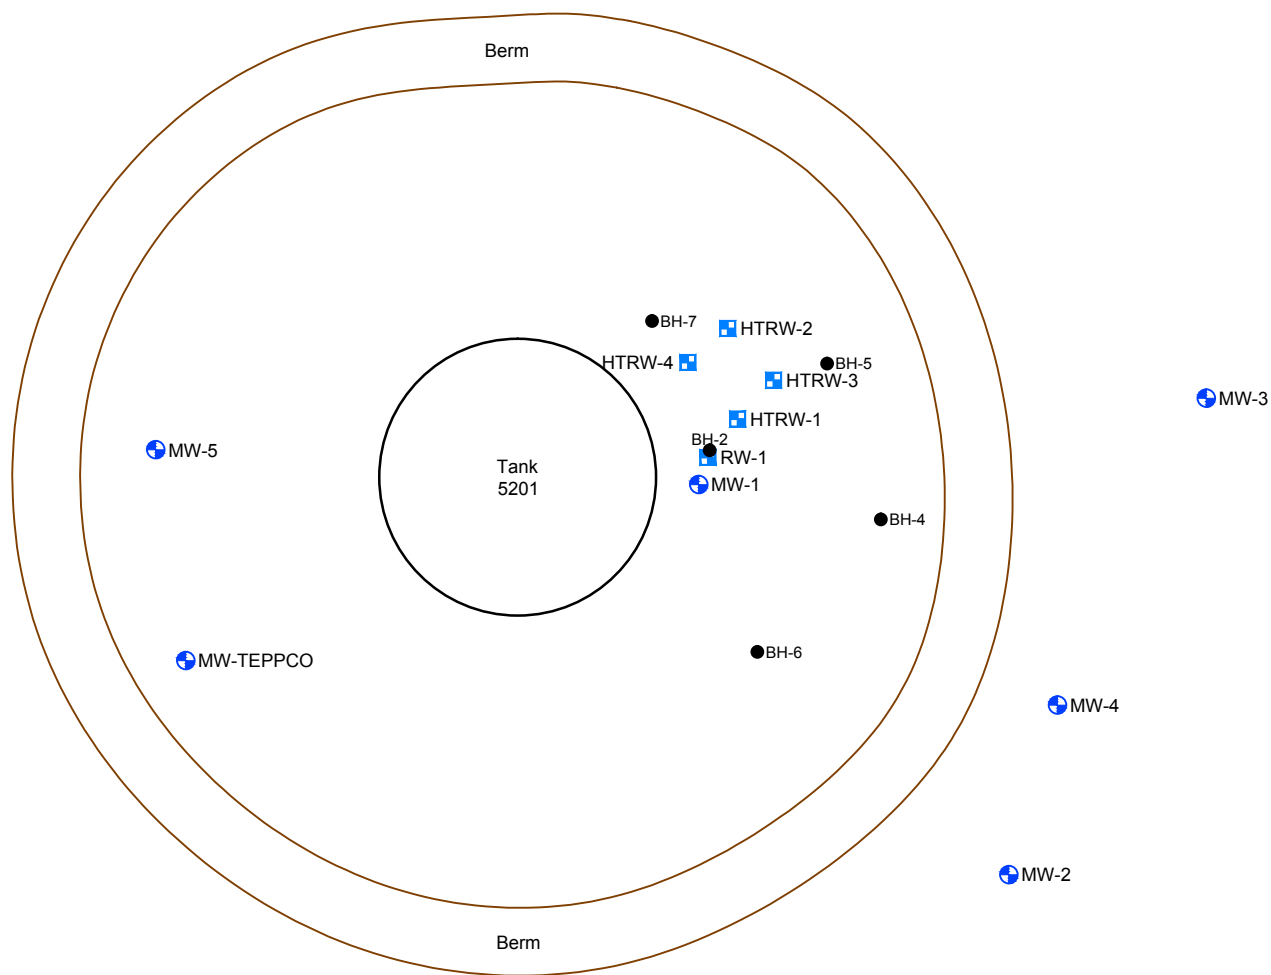 Berm
BH-7
HTRW-2
HTRW-4
BH-5
HTRW-3
MW-3
HTRW-1
BH-2
MW-5
RW-1
Tank
5201
MW-1
BH-4
BH-6
MW-TEPPCO
MW-4
MW-2
Berm